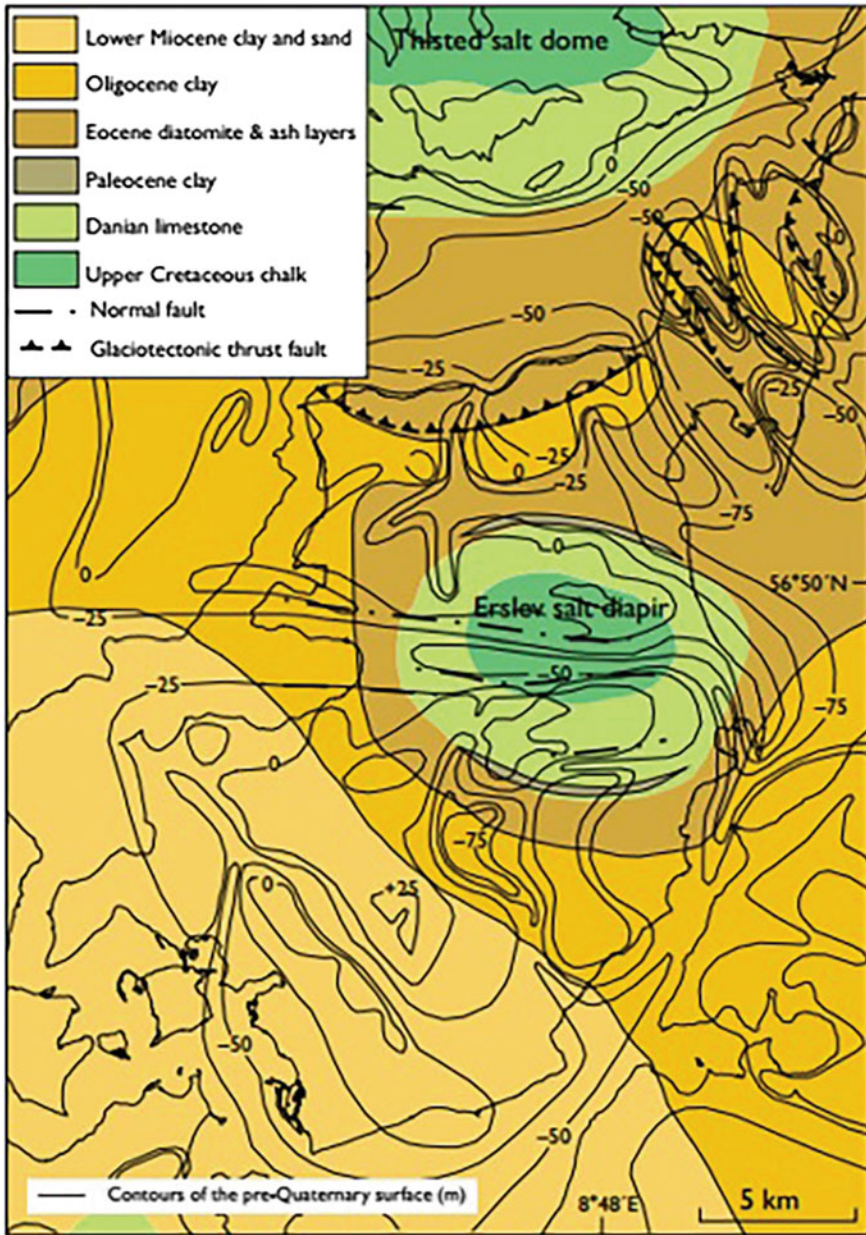 Lower Miocene clay and sand
Oligocene clay
Eocene diatomite & ash layers
Paleocene clay
Danian limestone
Upper Cretaceous chalk
Normal fault
Glaciotectonic thrust fault
Thisted salt dome
0
-50
-50
0
-50
-25
-25
-50
-25
0
-25
-75
0
0
56°50´N
-25
Erslev salt diapir
-50
-25
-75
0
-75
+25
0
-50
-50
Contours of the pre-Quaternary surface (m)
8°48´E
5 km